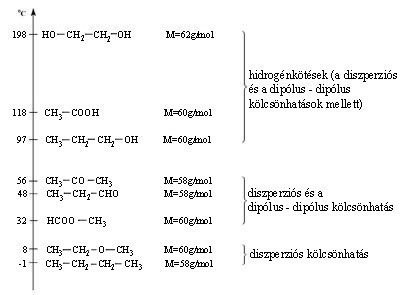 °C
198 HO-CH₂-CH₂-OH M=62g/mol
hidrogénkötések (a diszperziós
és a dipólus - dipólus
kölcsönhatások mellett)
118 CH₃-COOH M=60g/mol
97 CH₃-CH₂-CH₂-OH M=60g/mol
56 CH₃-CO-CH₃ M=58g/mol
48 CH₃-CH₂-CHO M=58g/mol
diszperziós és a
dipólus - dipólus kölcsönhatás
32 HCOO-CH₃ M=60g/mol
8 CH₃-CH₂-O-CH₃ M=60g/mol
diszperziós kölcsönhatás
-1 CH₃-CH₂-CH₂-CH₃ M=58g/mol